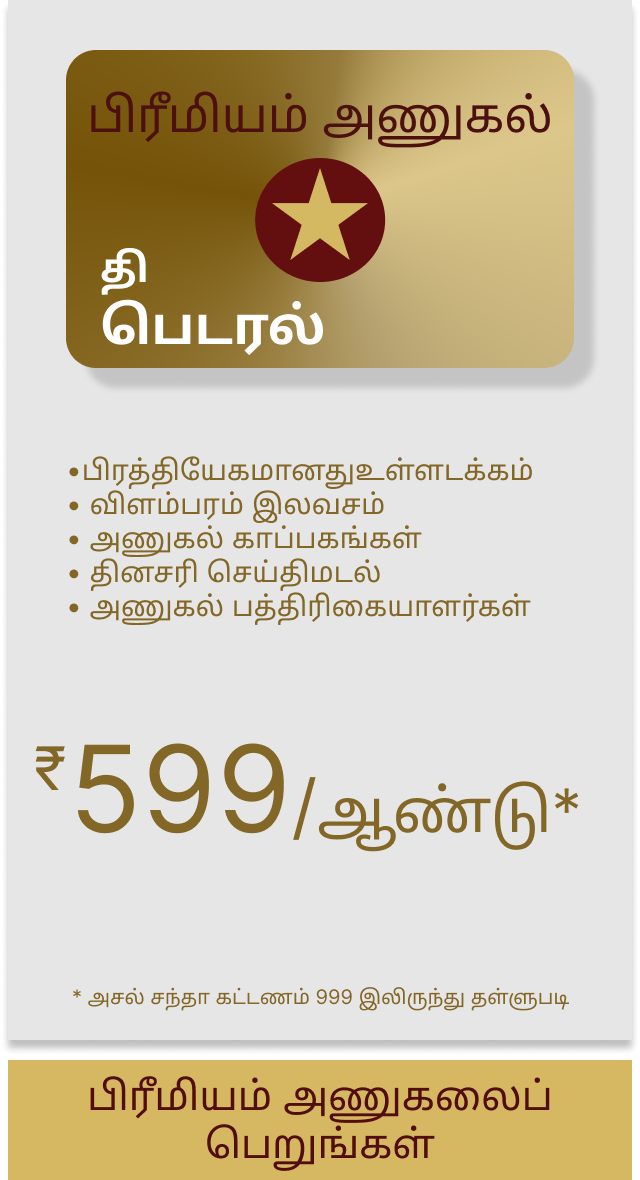 பிரீமியம் அணுகல்
தி
பெடரல்
•பிரத்தியேகமானதுஉள்ளடக்கம்
• விளம்பரம் இலவசம்
• அணுகல் காப்பகங்கள்
• தினசரி செய்திமடல்
• அணுகல் பத்திரிகையாளர்கள்
₹599/ஆண்டு*
* அசல் சந்தா கட்டணம் 999 இலிருந்து தள்ளுபடி
பிரீமியம் அணுகலைப்
பெறுங்கள்